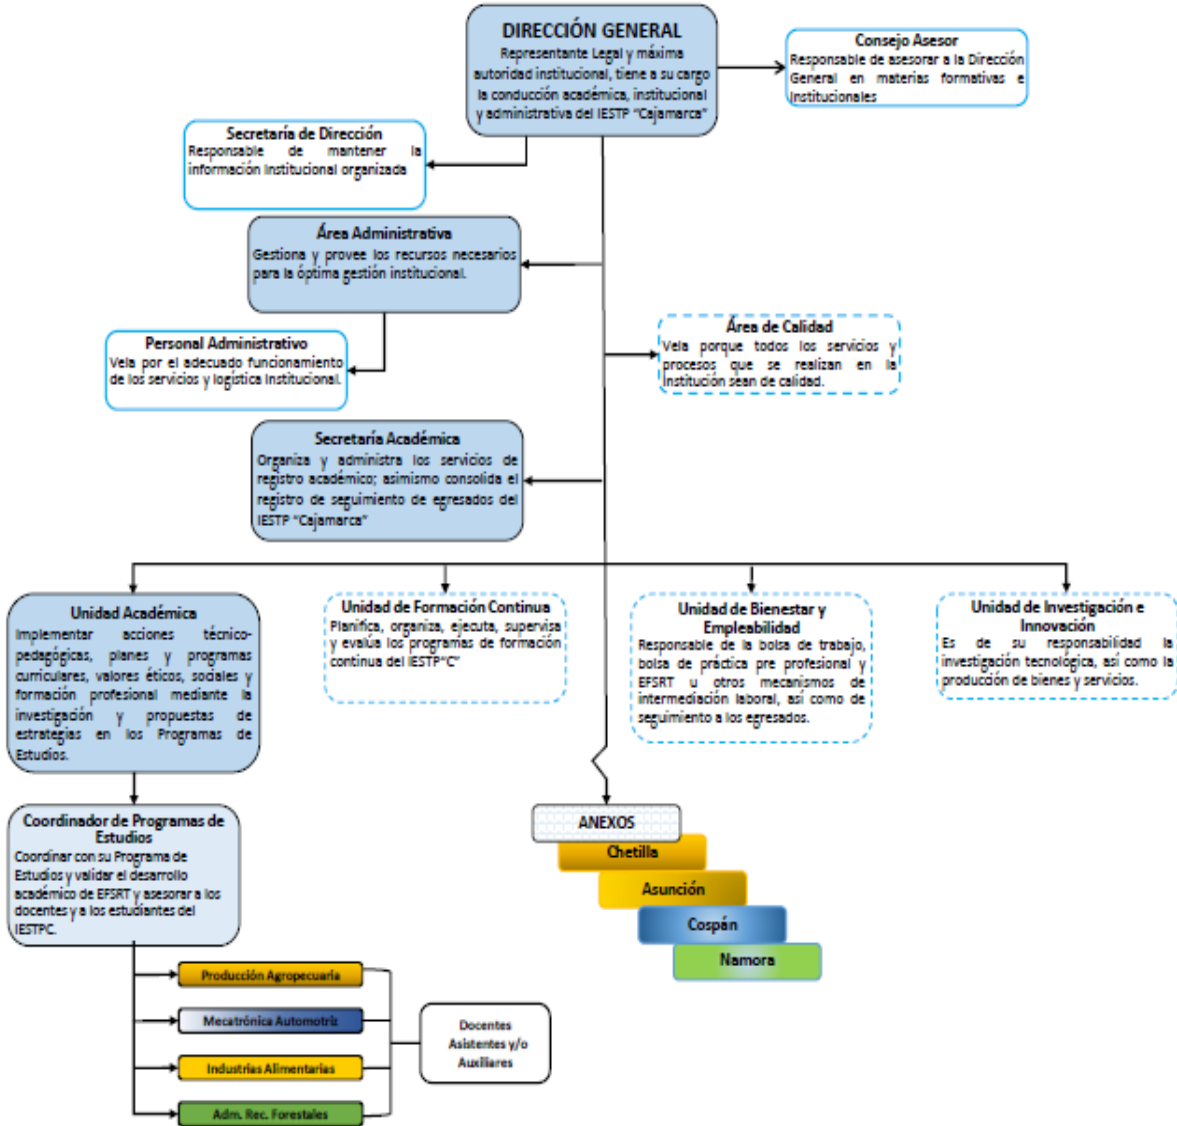 DIRECCIÓN GENERAL
Representante Legal y máxima
autoridad institucional, tiene a su cargo
la conducción académica, institucional
y administrativa del IESTP "Cajamarca"
Consejo Asesor
Responsable de asesorar a la Dirección
General en materias formativas e
Institucionales
Secretaría de Dirección
Responsable de mantener la
información Institucional organizada
Área Administrativa
Gestiona y provee los recursos necesarios
para la óptima gestión institucional.
Personal Administrativo
Vela por el adecuado funcionamiento
de los servicios y logística Institucional.
Área de Calidad
Vela porque todos los servicios y
procesos que se realizan en la
Institución sean de calidad.
Secretaría Académica
Organiza y administra los servicios de
registro académico; asimismo consolida el
registro de seguimiento de egresados del
IESTP "Cajamarca"
Unidad Académica
Implementar acciones técnico-
pedagógicas, planes y programas
curriculares, valores éticos, sociales y
formación profesional mediante la
investigación y propuestas de
estrategias en los Programas de
Estudios.
Unidad de Formación Continua
Planifica, organiza, ejecuta, supervisa
y evalúa los programas de formación
continua del IESTP"C"
Unidad de Bienestar y
Empleabilidad
Responsable de la bolsa de trabajo,
bolsa de práctica pre profesional y
EFSRT u otros mecanismos de
intermediación laboral, así como de
seguimiento a los egresados.
Unidad de Investigación e
Innovación
Es de su responsabilidad la
investigación tecnológica, así como la
producción de bienes y servicios.
Coordinador de Programas de
Estudios
Coordinar con su Programa de
Estudios y validar el desarrollo
académico de EFSRT y asesorar a los
docentes y a los estudiantes del
IESTPC.
ANEXOS
Chetilla
Asunción
Cospán
Namora
Producción Agropecuaria
Mecatrónica Automotriz
Industrias Alimentarias
Adm. Rec. Forestales
Docentes
Asistentes y/o
Auxiliares